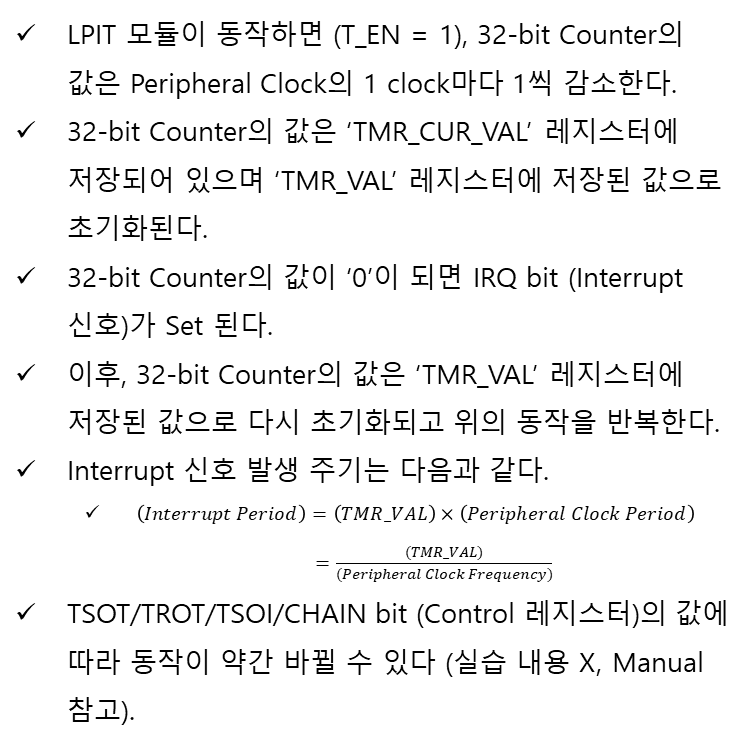 ✓ LPIT 모듈이 동작하면 (T_EN = 1), 32-bit Counter의
값은 Peripheral Clock의 1 clock마다 1씩 감소한다.
✓ 32-bit Counter의 값은 ‘TMR_CUR_VAL’ 레지스터에
저장되어 있으며 ‘TMR_VAL’ 레지스터에 저장된 값으로
초기화된다.
✓ 32-bit Counter의 값이 ‘0’이 되면 IRQ bit (Interrupt
신호)가 Set 된다.
✓ 이후, 32-bit Counter의 값은 ‘TMR_VAL’ 레지스터에
저장된 값으로 다시 초기화되고 위의 동작을 반복한다.
✓ Interrupt 신호 발생 주기는 다음과 같다.
✓ (Interrupt Period) = (TMR_VAL) × (Peripheral Clock Period)
= (TMR_VAL)
(Peripheral Clock Frequency)
✓ TSOT/TROT/TSOI/CHAIN bit (Control 레지스터)의 값에
따라 동작이 약간 바뀔 수 있다 (실습 내용 X, Manual
참고).